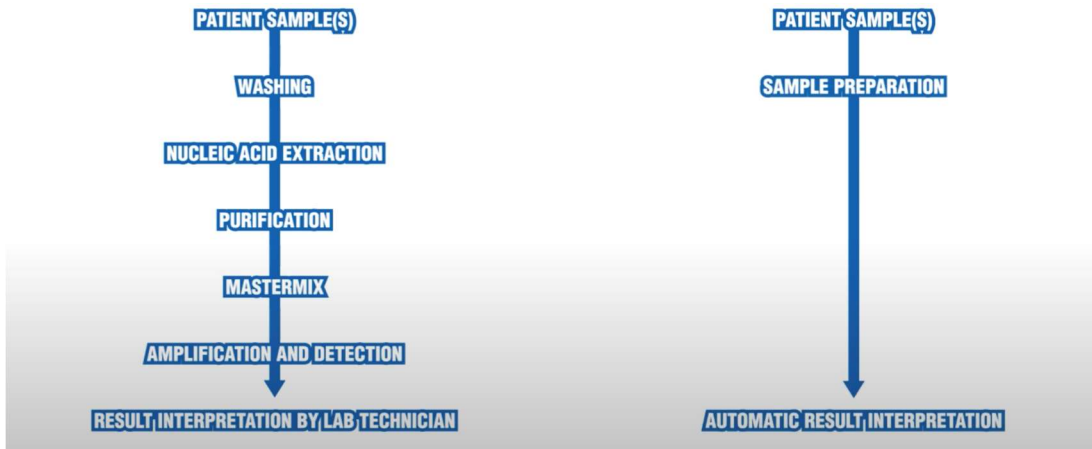 PATIENT SAMPLE(S)
WASHING
NUCLEIC ACID EXTRACTION
PURIFICATION
MASTERMIX
AMPLIFICATION AND DETECTION
RESULT INTERPRETATION BY LAB TECHNICIAN
PATIENT SAMPLE(S)
SAMPLE PREPARATION
AUTOMATIC RESULT INTERPRETATION